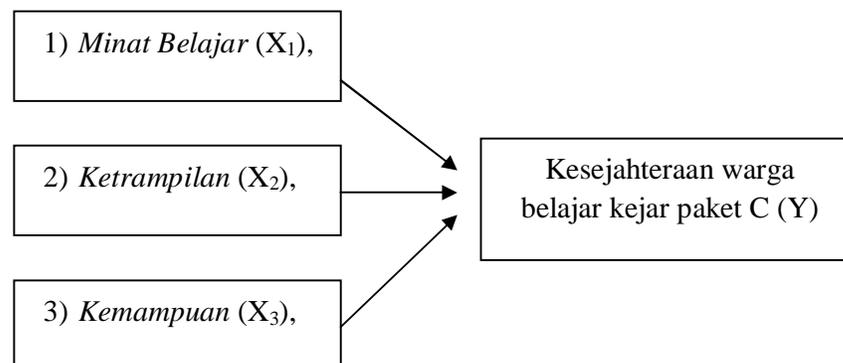 1) Minat Belajar (X₁),
2) Ketrampilan (X₂),
3) Kemampuan (X₃),
Kesejahteraan warga
belajar kejar paket C (Y)